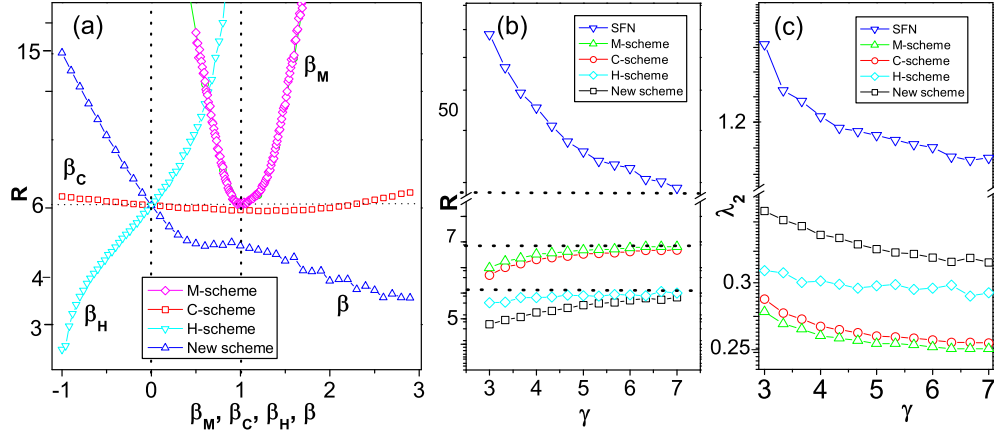 (a)
15
6
4
3
R
β_C
β_H
β_M
β
M-scheme
C-scheme
H-scheme
New scheme
-1 0 1 2 3
β_M, β_C, β_H, β
(b)
SFN
M-scheme
C-scheme
H-scheme
New scheme
50
R
7
5
3 4 5 6 7
γ
(c)
SFN
M-scheme
C-scheme
H-scheme
New scheme
1.2
λ_2
0.3
0.25
3 4 5 6 7
γ